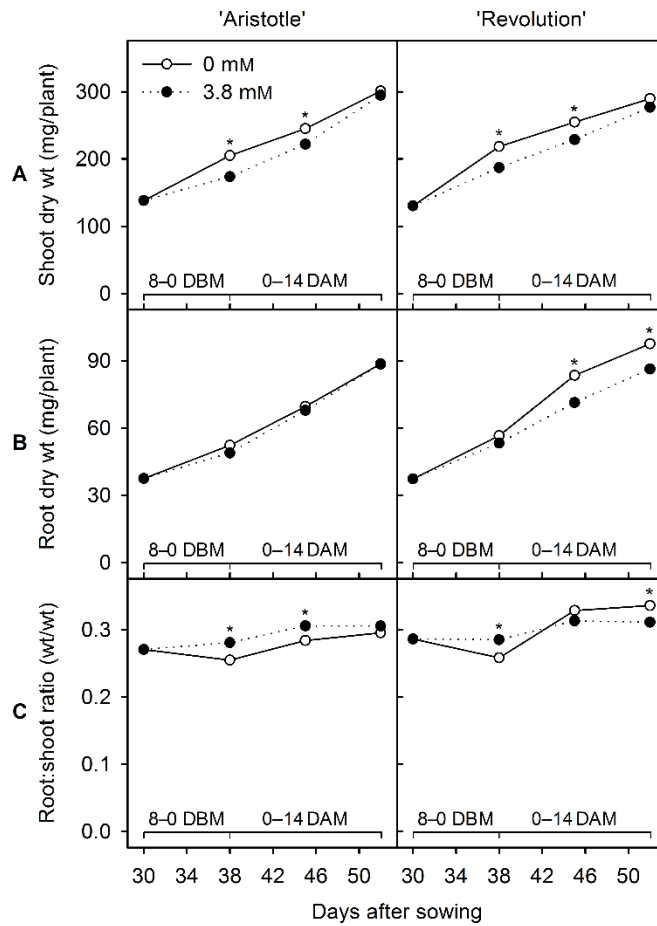 'Aristotle' 'Revolution'
0 mM
3.8 mM
A
Shoot dry wt (mg/plant)
300
200
100
0
* *
* *
8–0 DBM 0–14 DAM
8–0 DBM 0–14 DAM
B
Root dry wt (mg/plant)
90
60
30
0
* *
8–0 DBM 0–14 DAM
8–0 DBM 0–14 DAM
C
Root:shoot ratio (wt/wt)
0.3
0.2
0.1
0.0
* *
* *
8–0 DBM 0–14 DAM
8–0 DBM 0–14 DAM
30 34 38 42 46 50 30 34 38 42 46 50
Days after sowing